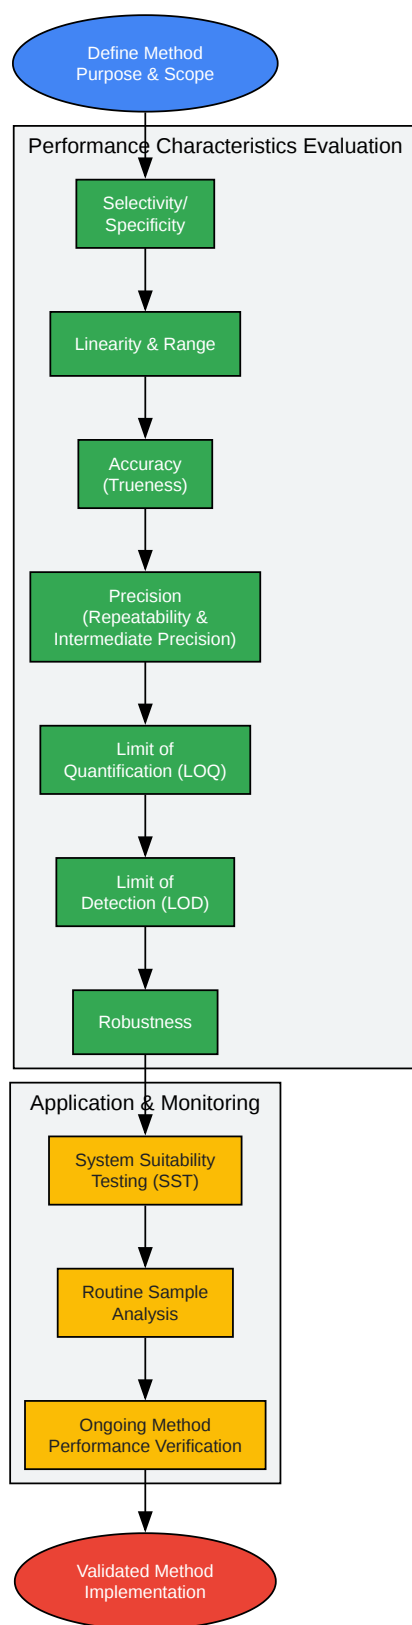 Define Method
Purpose & Scope
Performance Characteristics Evaluation
Selectivity/
Specificity
Linearity & Range
Accuracy
(Trueness)
Precision
(Repeatability &
Intermediate Precision)
Limit of
Quantification (LOQ)
Limit of
Detection (LOD)
Robustness
Application & Monitoring
System Suitability
Testing (SST)
Routine Sample
Analysis
Ongoing Method
Performance Verification
Validated Method
Implementation